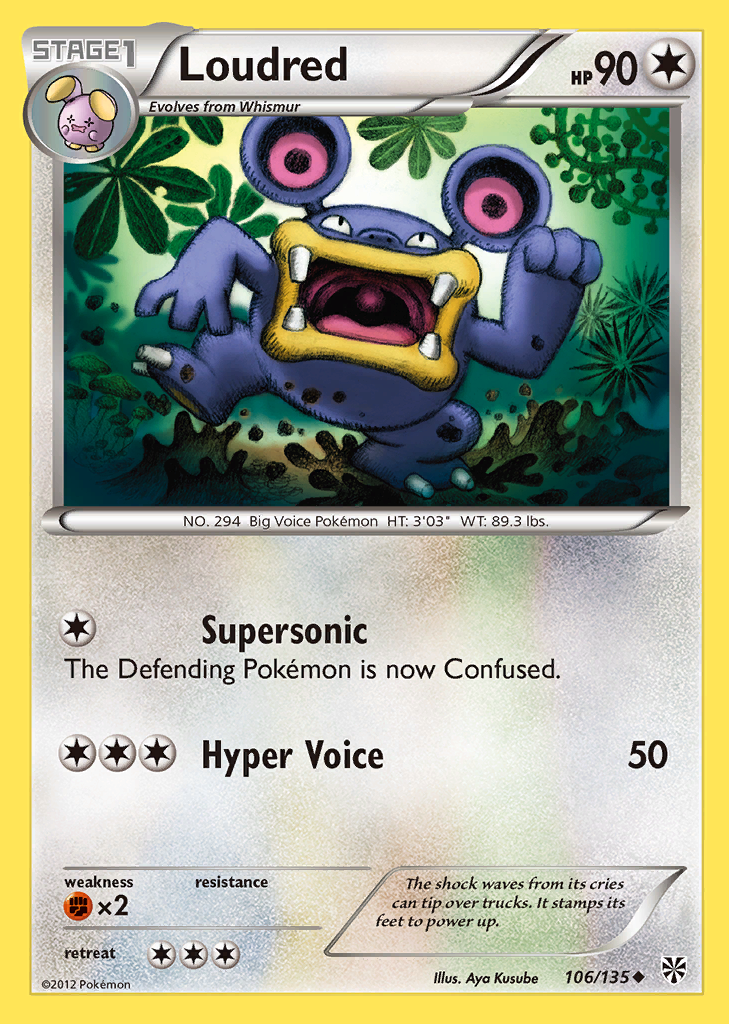 STAGE1
Loudred
HP 90
Evolves from Whismur
NO. 294 Big Voice Pokémon HT: 3'03" WT: 89.3 lbs.
Supersonic
The Defending Pokémon is now Confused.
Hyper Voice 50
weakness resistance
×2
The shock waves from its cries
can tip over trucks. It stamps its
feet to power up.
retreat
©2012 Pokémon
Illus. Aya Kusube 106/135